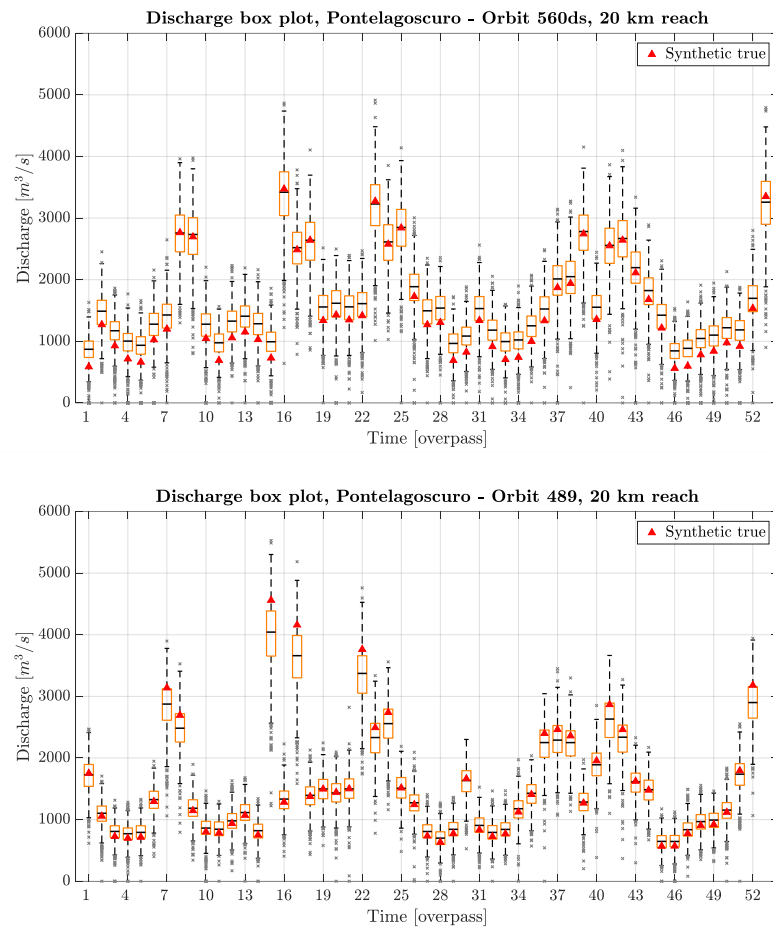 Discharge box plot, Pontelagoscuro - Orbit 560ds, 20 km reach
6000
Synthetic true
5000
4000
3000
2000
1000
0
Discharge [m³/s]
1 4 7 10 13 16 19 22 25 28 31 34 37 40 43 46 49 52
Time [overpass]
Discharge box plot, Pontelagoscuro - Orbit 489, 20 km reach
6000
Synthetic true
5000
4000
3000
2000
1000
0
Discharge [m³/s]
1 4 7 10 13 16 19 22 25 28 31 34 37 40 43 46 49 52
Time [overpass]